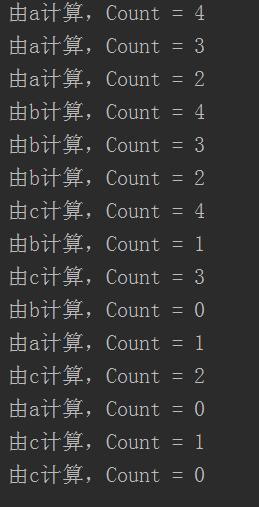 由a计算，Count = 4
由a计算，Count = 3
由a计算，Count = 2
由b计算，Count = 4
由b计算，Count = 3
由b计算，Count = 2
由c计算，Count = 4
由b计算，Count = 1
由c计算，Count = 3
由b计算，Count = 0
由a计算，Count = 1
由c计算，Count = 2
由a计算，Count = 0
由c计算，Count = 1
由c计算，Count = 0